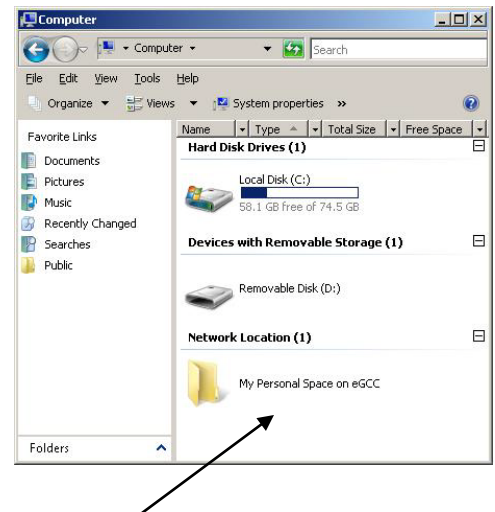 Computer
Computer
Search
File Edit View Tools Help
Organize Views System properties »
Favorite Links
Documents
Pictures
Music
Recently Changed
Searches
Public
Folders
Name Type Total Size Free Space
Hard Disk Drives (1)
Local Disk (C:)
58.1 GB free of 74.5 GB
Devices with Removable Storage (1)
Removable Disk (D:)
Network Location (1)
My Personal Space on eGCC